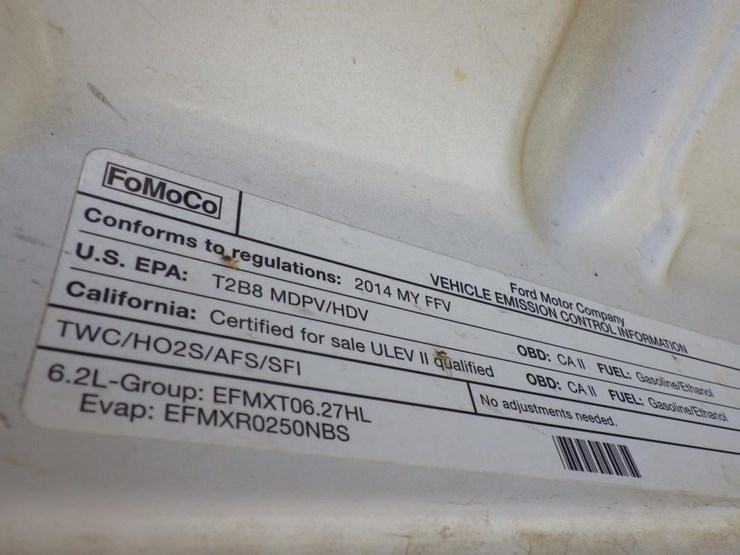 FoMoCo
Ford Motor Company
VEHICLE EMISSION CONTROL INFORMATION
Conforms to regulations: 2014 MY FFV
U.S. EPA: T2B8 MDPV/HDV OBD: CA II FUEL: Gasoline/Ethanol
California: Certified for sale ULEV II qualified OBD: CA II FUEL: Gasoline/Ethanol
TWC/HO2S/AFS/SFI No adjustments needed.
6.2L-Group: EFMXT06.27HL
Evap: EFMXR0250NBS